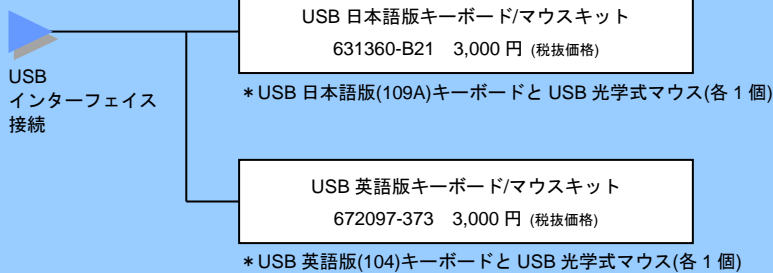 USB 日本語版キーボード/マウスキット
631360-B21 3,000 円 (税抜価格)
USB
インターフェイス
接続
＊USB 日本語版(109A)キーボードと USB 光学式マウス(各 1 個)
USB 英語版キーボード/マウスキット
672097-373 3,000 円 (税抜価格)
＊USB 英語版(104)キーボードと USB 光学式マウス(各 1 個)